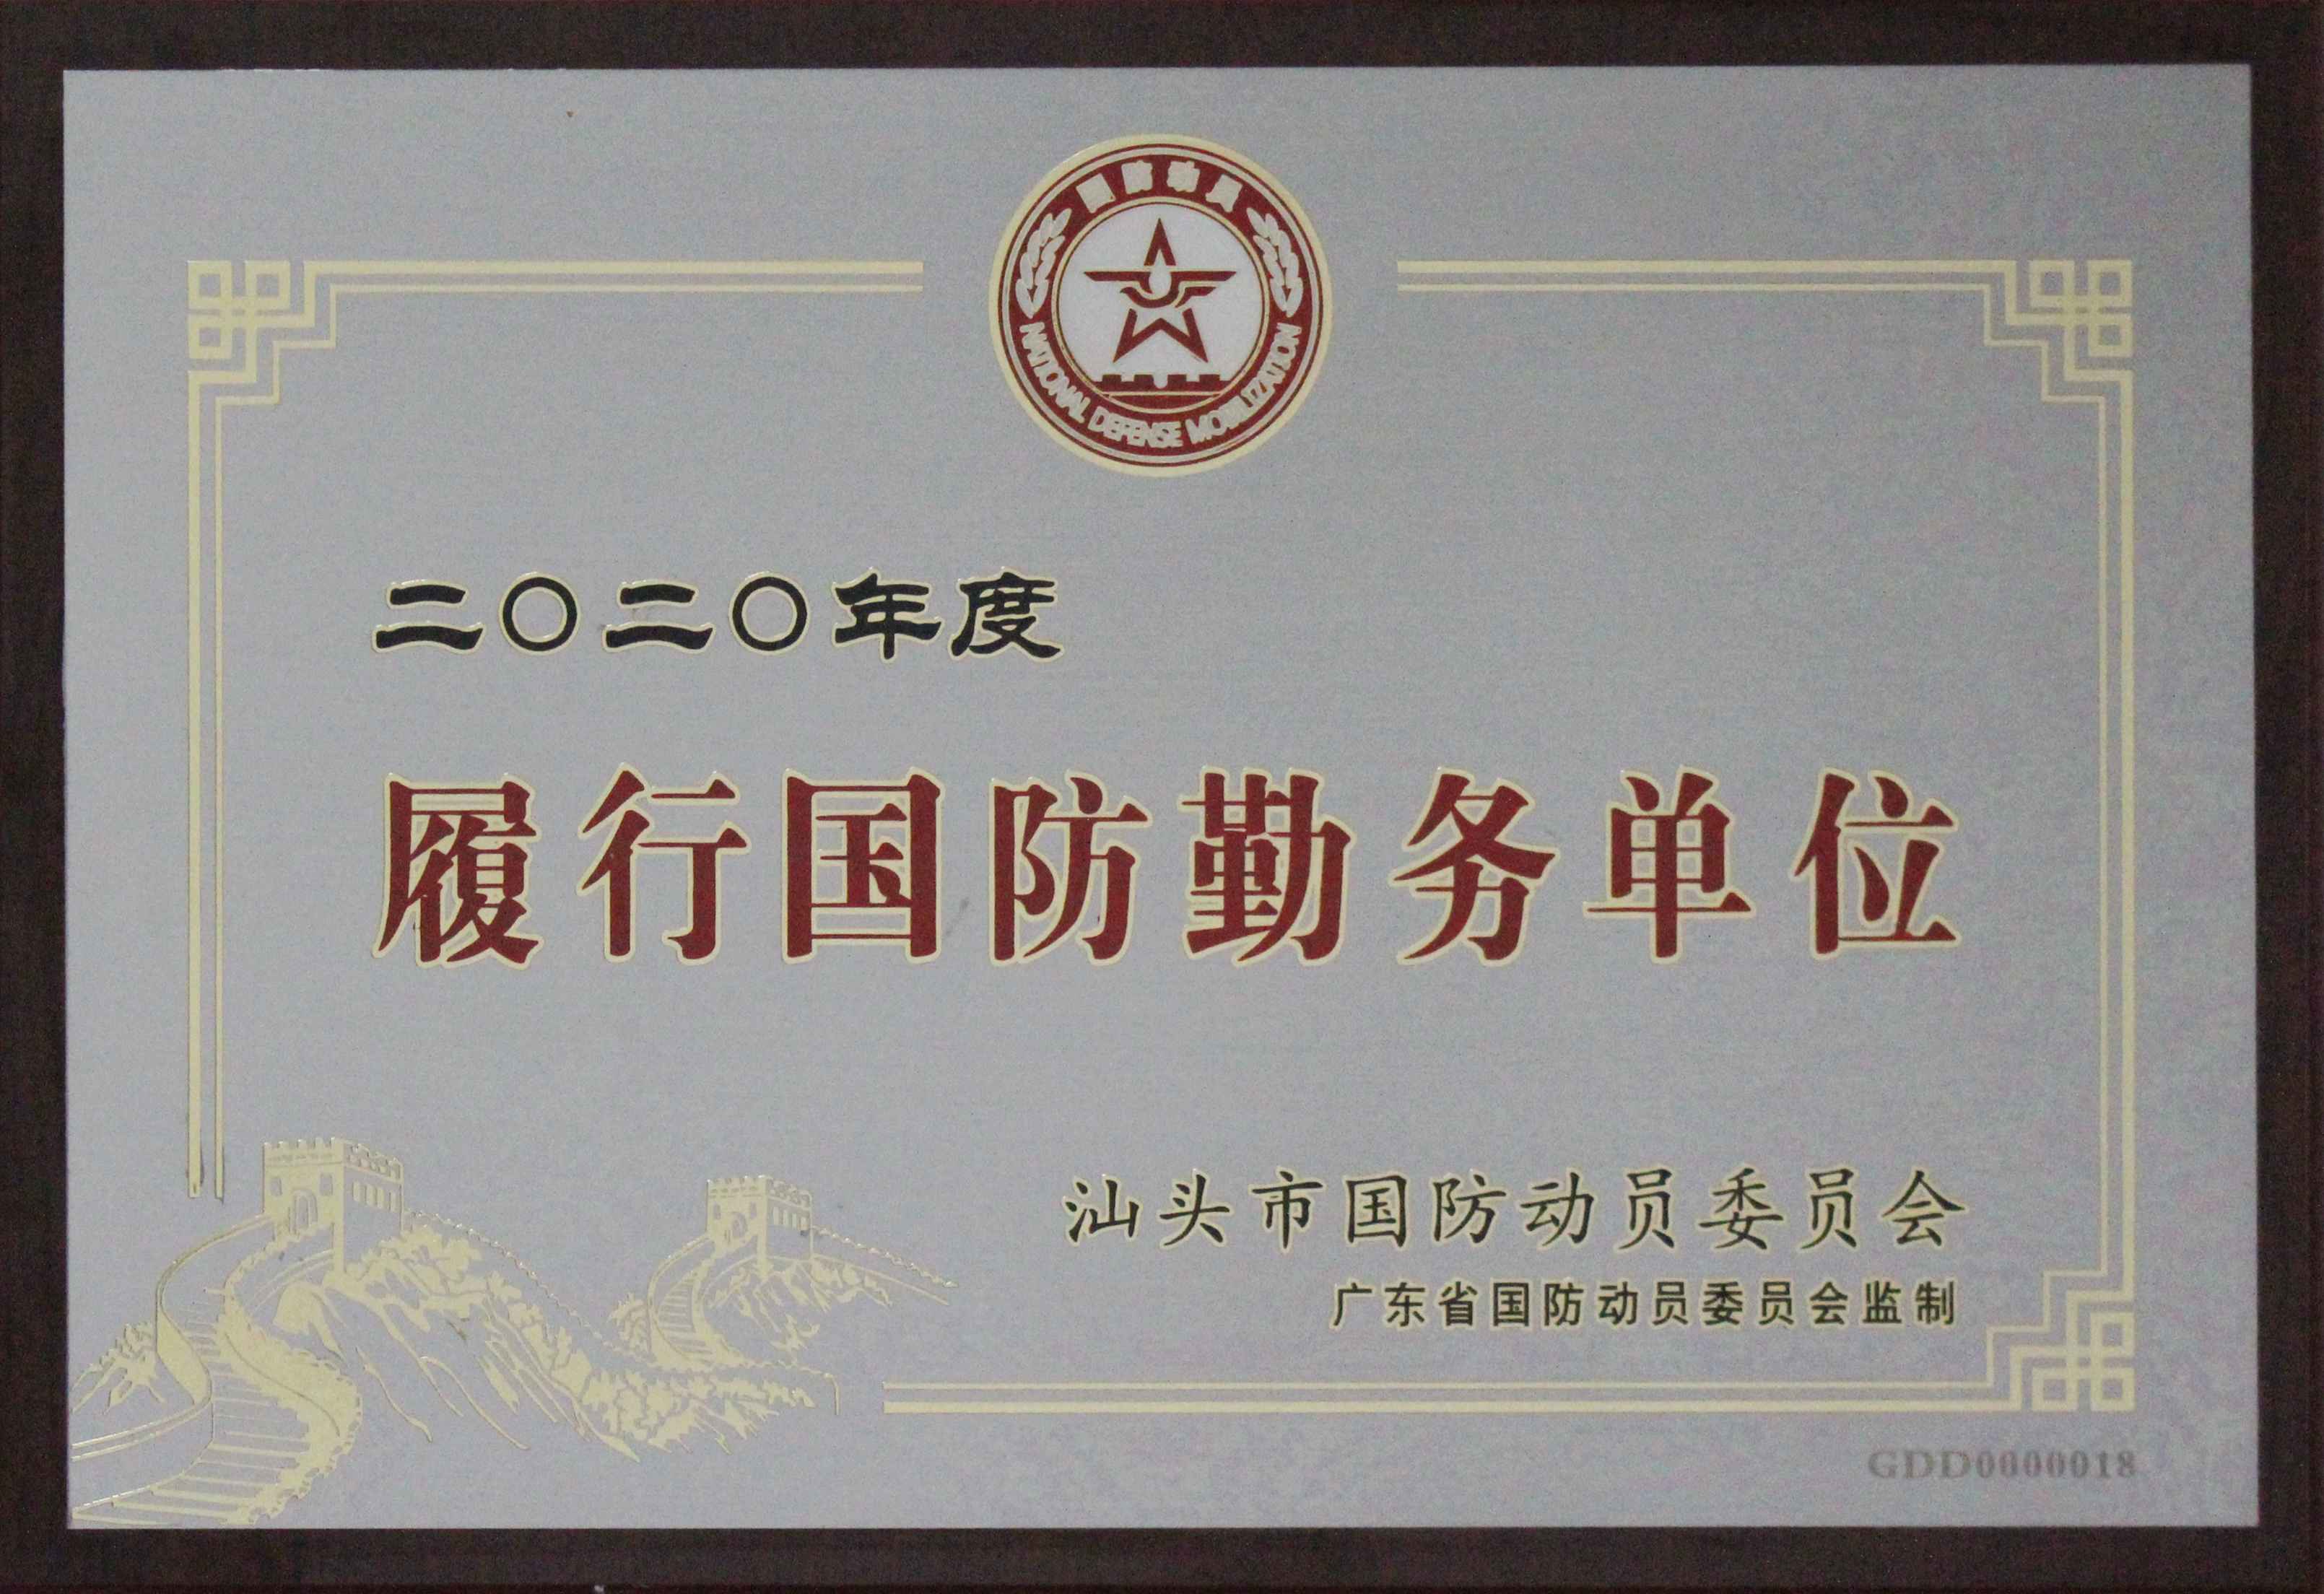 国防动员
NATIONAL DEFENSE MOBILIZATION
二〇二〇年度
履行国防勤务单位
汕头市国防动员委员会
广东省国防动员委员会监制
GDD0000018